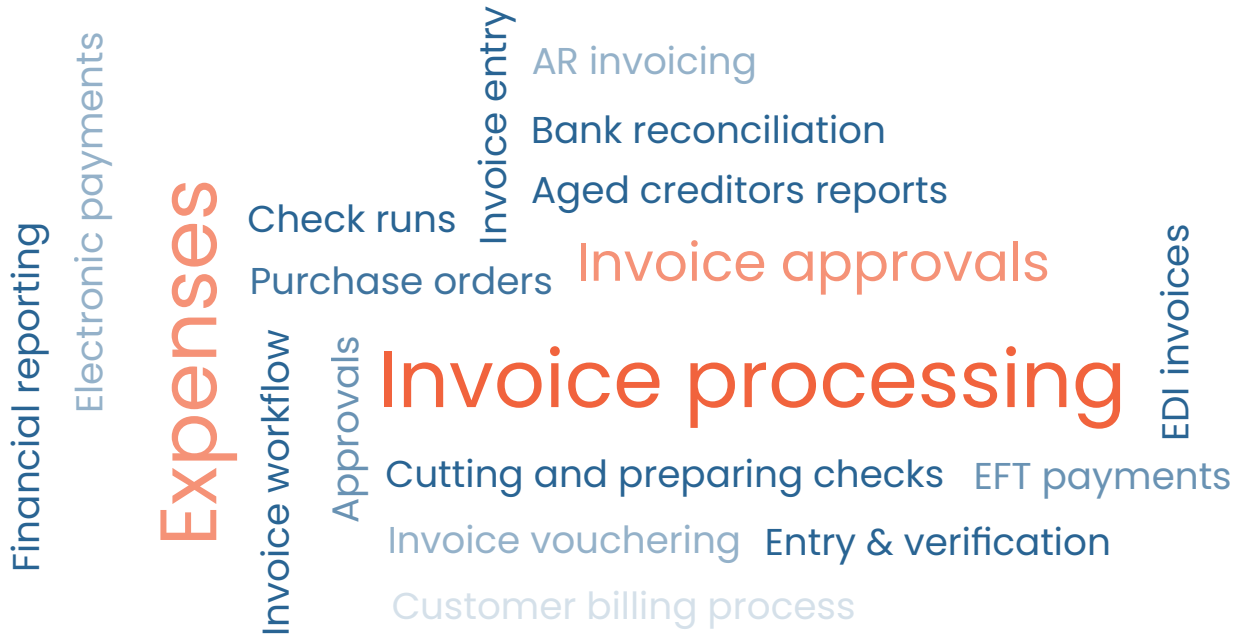 Financial reporting
Electronic payments
Expenses
Invoice entry
AR invoicing
Bank reconciliation
Aged creditors reports
Check runs
Purchase orders
Invoice approvals
Invoice workflow
Approvals
Invoice processing
EDI invoices
Cutting and preparing checks
EFT payments
Invoice vouchering
Entry & verification
Customer billing process